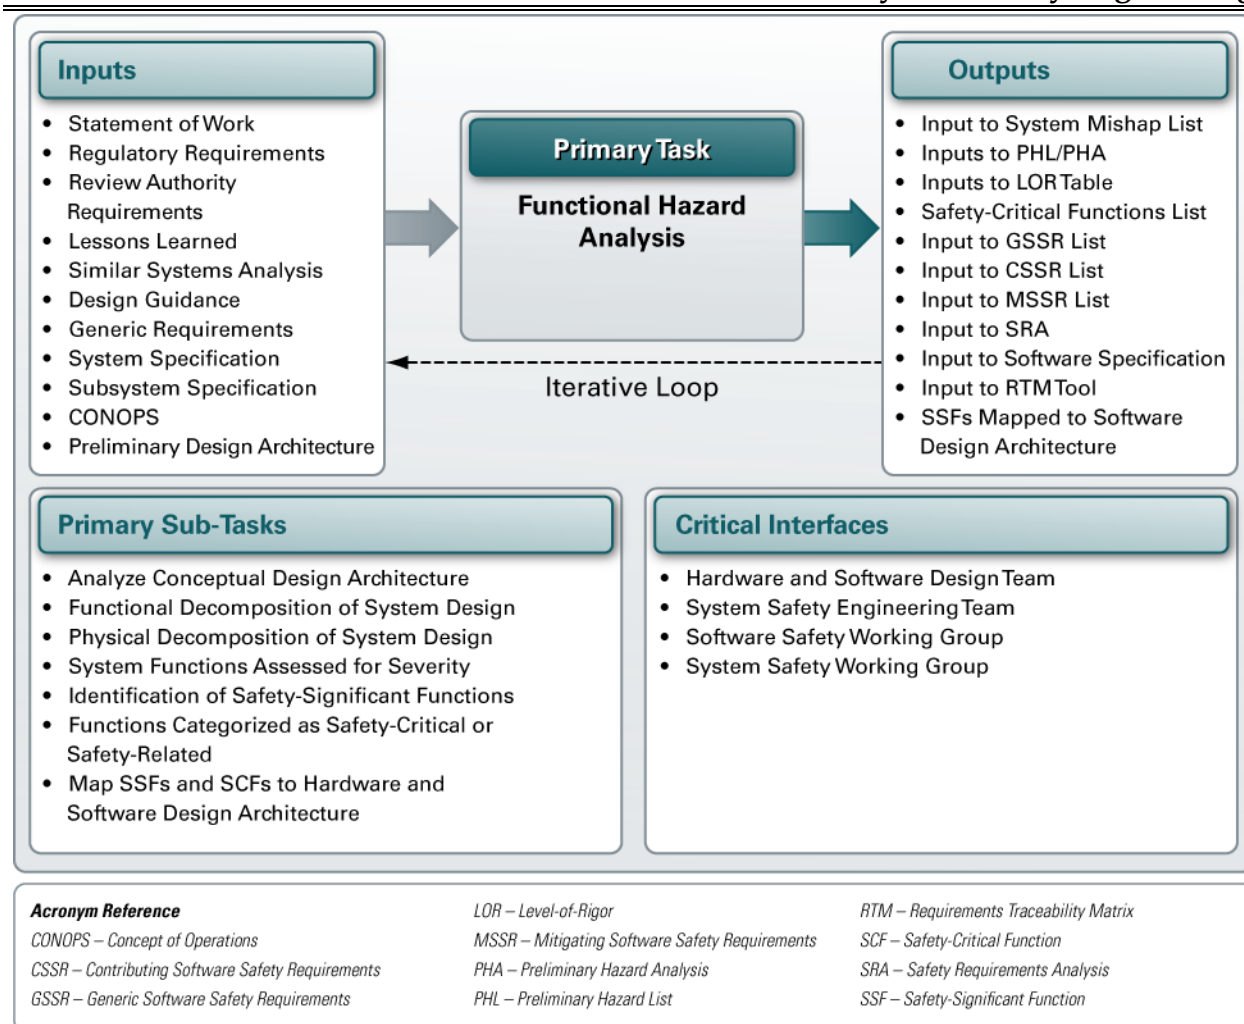 Inputs
• Statement of Work
• Regulatory Requirements
• Review Authority
Requirements
• Lessons Learned
• Similar Systems Analysis
• Design Guidance
• Generic Requirements
• System Specification
• Subsystem Specification
• CONOPS
• Preliminary Design Architecture
Primary Task
Functional Hazard
Analysis
Iterative Loop
Outputs
• Input to System Mishap List
• Inputs to PHL/PHA
• Inputs to LOR Table
• Safety-Critical Functions List
• Input to GSSR List
• Input to CSSR List
• Input to MSSR List
• Input to SRA
• Input to Software Specification
• Input to RTM Tool
• SSFs Mapped to Software
Design Architecture
Primary Sub-Tasks
• Analyze Conceptual Design Architecture
• Functional Decomposition of System Design
• Physical Decomposition of System Design
• System Functions Assessed for Severity
• Identification of Safety-Significant Functions
• Functions Categorized as Safety-Critical or
Safety-Related
• Map SSFs and SCFs to Hardware and
Software Design Architecture
Critical Interfaces
• Hardware and Software Design Team
• System Safety Engineering Team
• Software Safety Working Group
• System Safety Working Group
Acronym Reference
CONOPS – Concept of Operations
CSSR – Contributing Software Safety Requirements
GSSR – Generic Software Safety Requirements
LOR – Level-of-Rigor
MSSR – Mitigating Software Safety Requirements
PHA – Preliminary Hazard Analysis
PHL – Preliminary Hazard List
RTM – Requirements Traceability Matrix
SCF – Safety-Critical Function
SRA – Safety Requirements Analysis
SSF – Safety-Significant Function